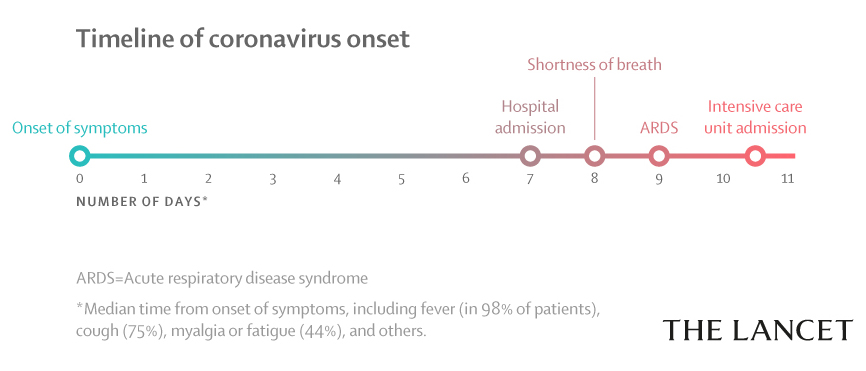 Timeline of coronavirus onset
Shortness of breath
Onset of symptoms
Hospital
admission
ARDS
Intensive care
unit admission
0 1 2 3 4 5 6 7 8 9 10 11
NUMBER OF DAYS*
ARDS=Acute respiratory disease syndrome
*Median time from onset of symptoms, including fever (in 98% of patients),
cough (75%), myalgia or fatigue (44%), and others.
THE LANCET